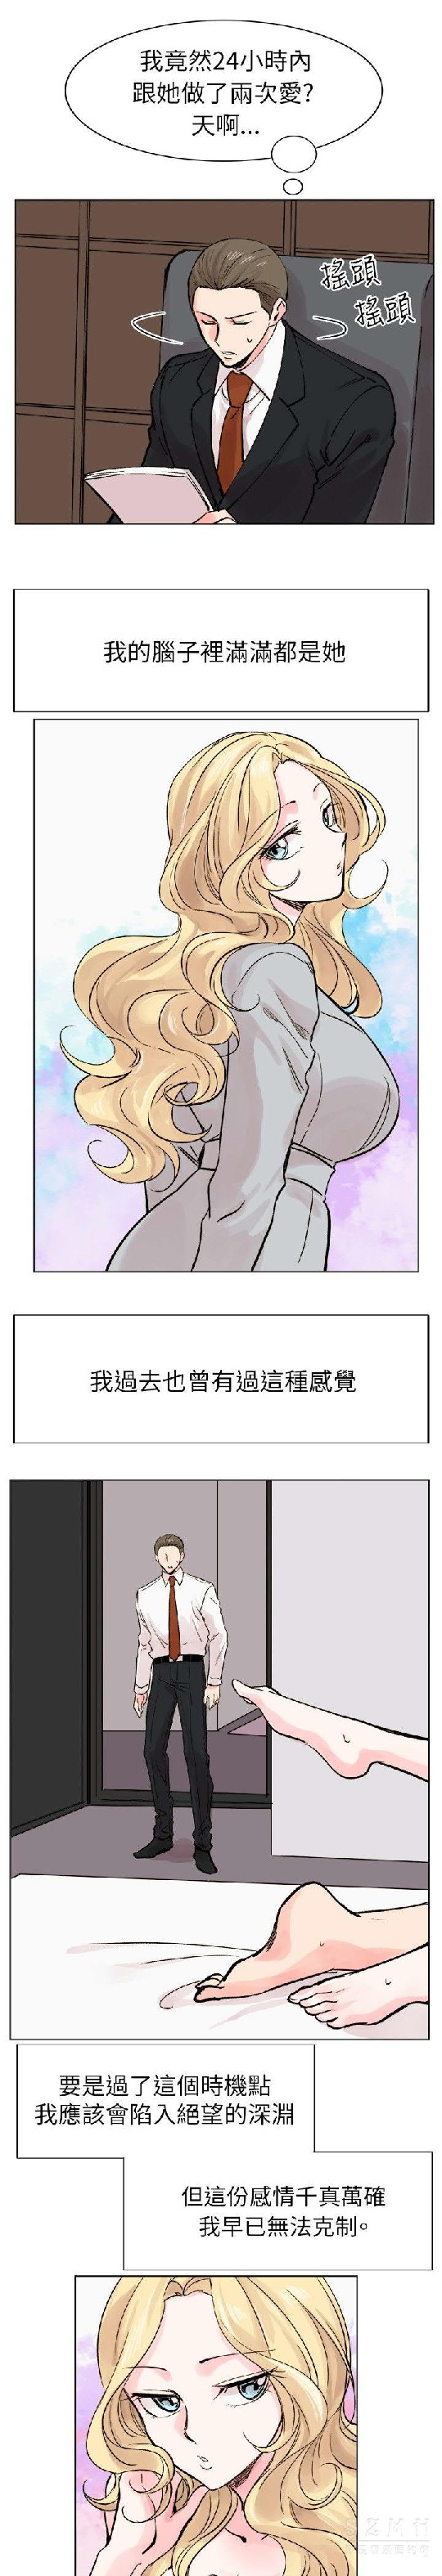 我竟然24小時內
跟她做了兩次愛?
天啊...
搖頭
搖頭
我的腦子裡滿滿都是她
我過去也曾有過這種感覺
要是過了這個時機點
我應該會陷入絕望的深淵
但這份感情千真萬確
我早已無法克制。